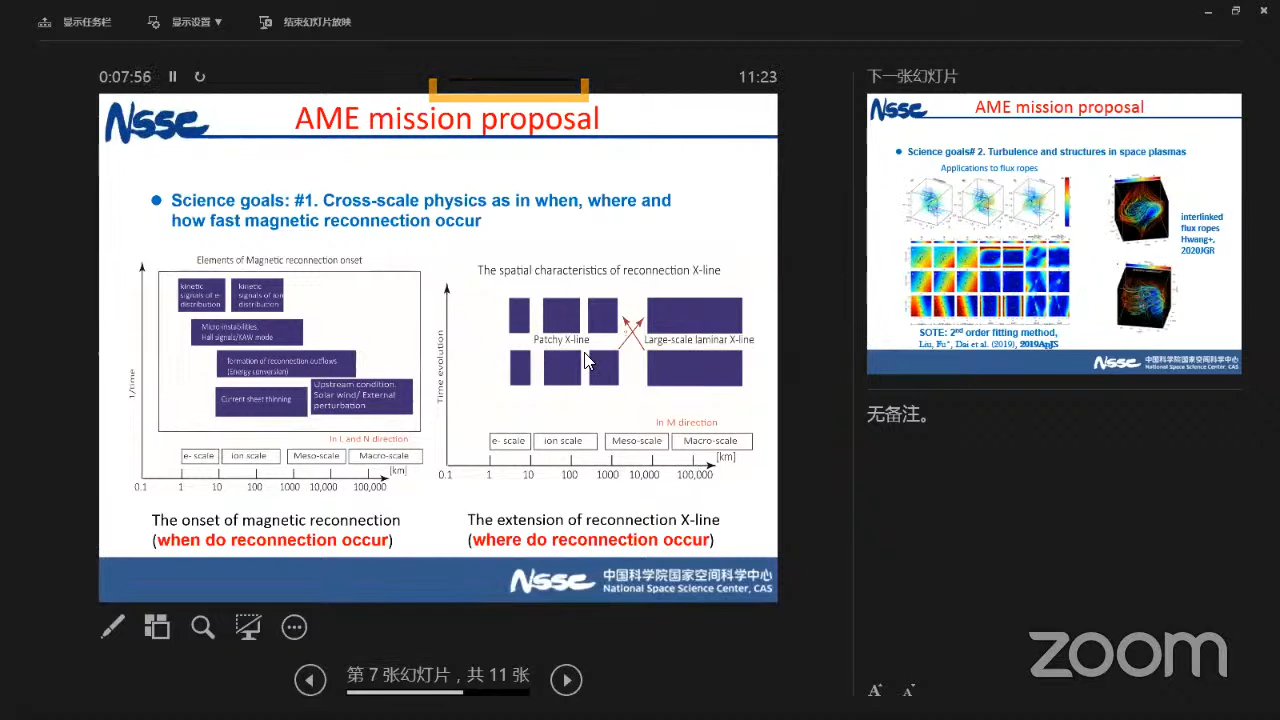 显示任务栏
显示设置 ▼
结束幻灯片放映
0:07:56
11:23
下一张幻灯片
NSSC
AME mission proposal
Science goals: #1. Cross-scale physics as in when, where and
how fast magnetic reconnection occur
Elements of Magnetic reconnection onset
kinetic
signals of e-
distribution
kinetic
signals of ion
distribution
Micro-instabilities,
Hall signals/KAW mode
formation of reconnection outflows
(Energy conversion)
Current sheet thinning
Upstream condition,
Solar wind/ External
perturbation
1/time
In L and N direction
e- scale
ion scale
Meso-scale
Macro-scale
[km]
0.1 1 10 100 1000 10,000 100,000
The onset of magnetic reconnection
(when do reconnection occur)
The spatial characteristics of reconnection X-line
Time evolution
Patchy X-line
Large-scale laminar X-line
In M direction
e- scale
ion scale
Meso-scale
Macro-scale
[km]
0.1 1 10 100 1000 10,000 100,000
The extension of reconnection X-line
(where do reconnection occur)
NSSC
中国科学院国家空间科学中心
National Space Science Center, CAS
第 7 张幻灯片，共 11 张
NSSC
AME mission proposal
Science goals# 2. Turbulence and structures in space plasmas
Applications to flux ropes
interlinked
flux ropes
Hwang+,
2020JGR
SOTE: 2nd order fitting method,
Liu, Fu*, Dai et al. (2019), 2019ApJS
NSSC
中国科学院国家空间科学中心
National Space Science Center, CAS
无备注。
A A
zoom